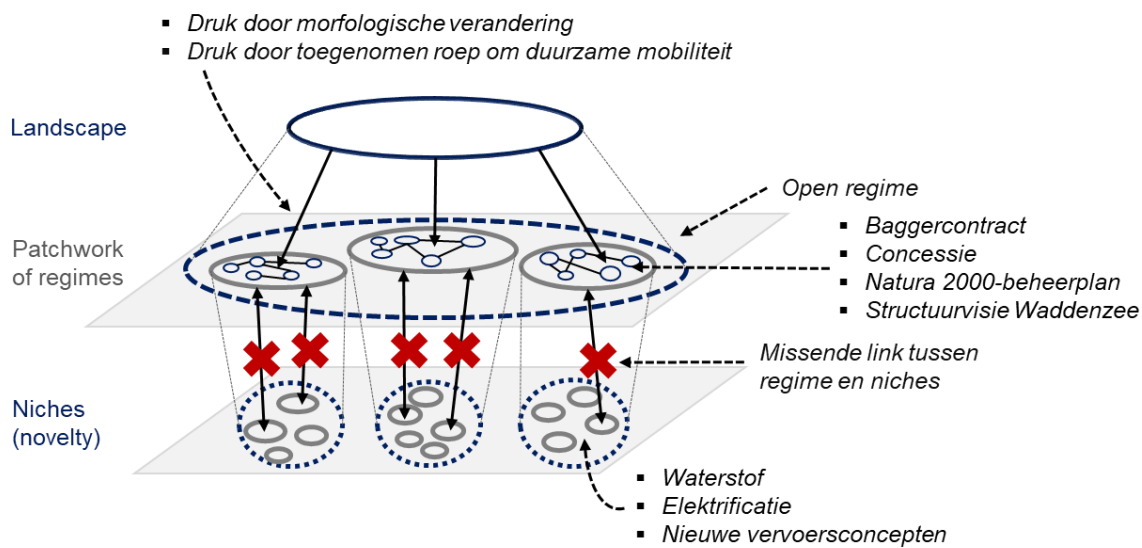 ▪ Druk door morfologische verandering
▪ Druk door toegenomen roep om duurzame mobiliteit
Landscape
Open regime
Patchwork
of regimes
▪ Baggercontract
▪ Concessie
▪ Natura 2000-beheerplan
▪ Structuurvisie Waddenzee
Missende link tussen
regime en niches
Niches
(novelty)
▪ Waterstof
▪ Elektrificatie
▪ Nieuwe vervoersconcepten